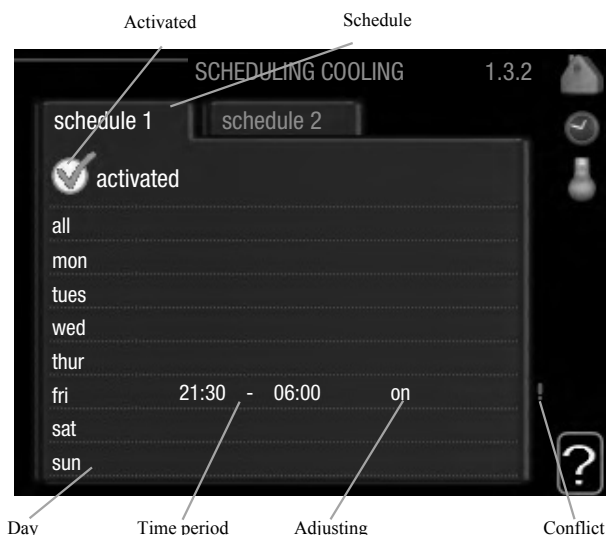 Activated Schedule
SCHEDULING COOLING 1.3.2
schedule 1 schedule 2
activated
all
mon
tues
wed
thur
fri 21:30 - 06:00 on !
sat
sun
?
Day Time period Adjusting Conflict